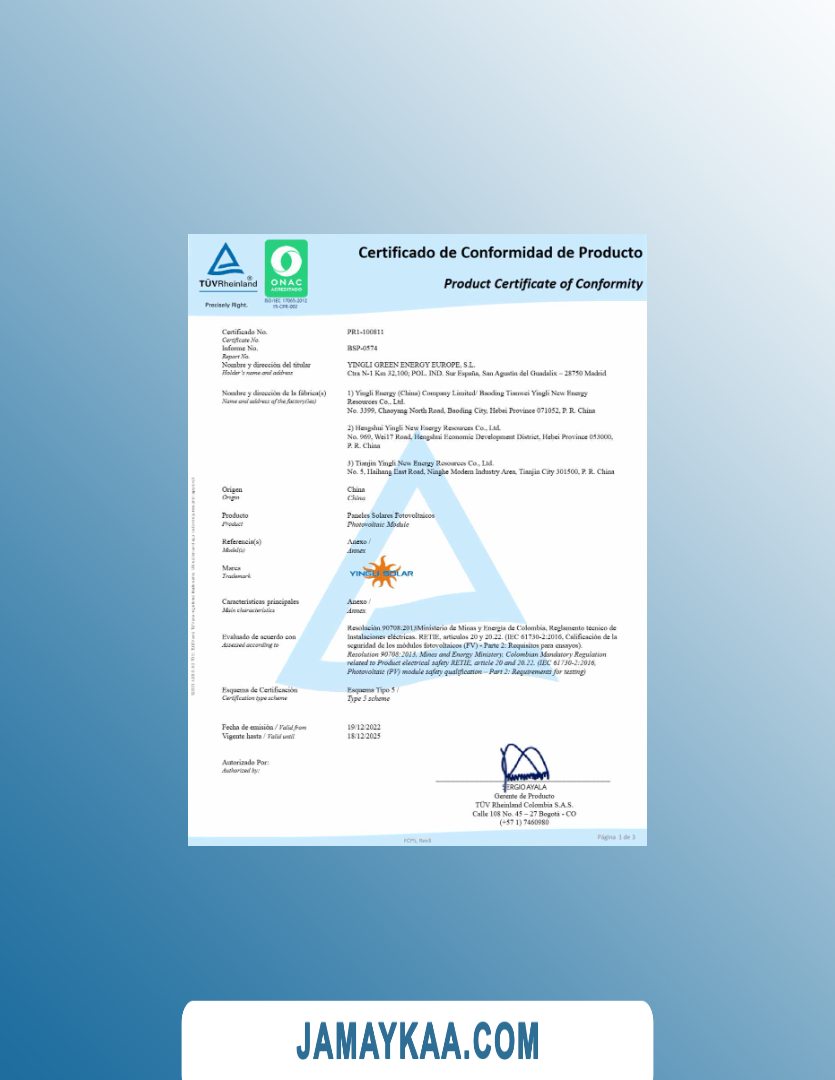 Certificado de Conformidad de Producto
Product Certificate of Conformity
TÜVRheinland®
Precisely Right.
ONAC
ACREDITADO
ISO/IEC 17065:2012
Certificado No.
Certificate No.
PR1-100811
Informe No.
Report No.
BSP-0574
Nombre y dirección del titular
Holder's name and address
YINGLI GREEN ENERGY EUROPE, S.L.
Ctra N-1 Km 32,100; POL. IND. Sur España, San Agustín del Guadalix – 28750 Madrid
Nombre y dirección de la fábrica(s)
Name and address of the factory(ies)
1) Yingli Energy (China) Company Limited/ Baoding Tianwei Yingli New Energy
Resources Co., Ltd.
No. 3399, Chaoyang North Road, Baoding City, Hebei Province 071052, P. R. China
2) Hengshui Yingli New Energy Resources Co., Ltd.
No. 969, Wei17 Road, Hengshui Economic Development District, Hebei Province 053000,
P. R. China
3) Tianjin Yingli New Energy Resources Co., Ltd.
No. 5, Haihang East Road, Ninghe Modern Industry Area, Tianjin City 301500, P. R. China
Origen
Origin
China
China
Producto
Product
Paneles Solares Fotovoltaicos
Photovoltaic Module
Referencia(s)
Model(s)
Anexo /
Annex
Marca
Trademark
YINGLI SOLAR
Características principales
Main characteristics
Anexo /
Annex
Evaluado de acuerdo con
Assessed according to
Resolución 90708:2013Ministerio de Minas y Energía de Colombia, Reglamento técnico de
Instalaciones eléctricas. RETIE, artículos 20 y 20.22. (IEC 61730-2:2016, Calificación de la
seguridad de los módulos fotovoltaicos (FV) - Parte 2: Requisitos para ensayos).
Resolution 90708:2013, Mines and Energy Ministery. Colombian Mandatory Regulation
related to Product electrical safety RETIE, article 20 and 20.22. (IEC 61730-2:2016,
Photovoltaic (PV) module safety qualification – Part 2: Requirements for testing)
Esquema de Certificación
Certification type scheme
Esquema Tipo 5 /
Type 5 scheme
Fecha de emisión / Valid from
19/12/2022
Vigente hasta / Valid until
18/12/2025
Autorizado Por:
Authorized by:
SERGIO AYALA
Gerente de Producto
TÜV Rheinland Colombia S.A.S.
Calle 108 No. 45 – 27 Bogotá - CO
(+57 1) 7460980
Página 1 de 3
JAMAYKAA.COM